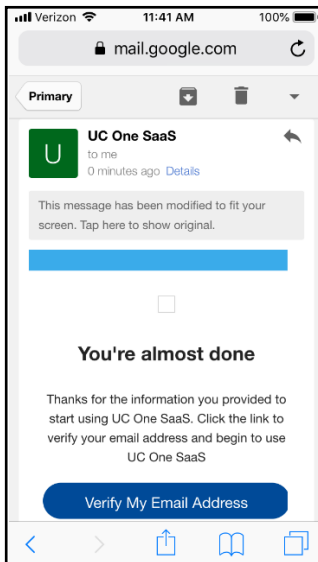 Verizon 11:41 AM 100%
mail.google.com
Primary
U
UC One SaaS
to me
0 minutes ago Details
This message has been modified to fit your
screen. Tap here to show original.
You're almost done
Thanks for the information you provided to
start using UC One SaaS. Click the link to
verify your email address and begin to use
UC One SaaS
Verify My Email Address